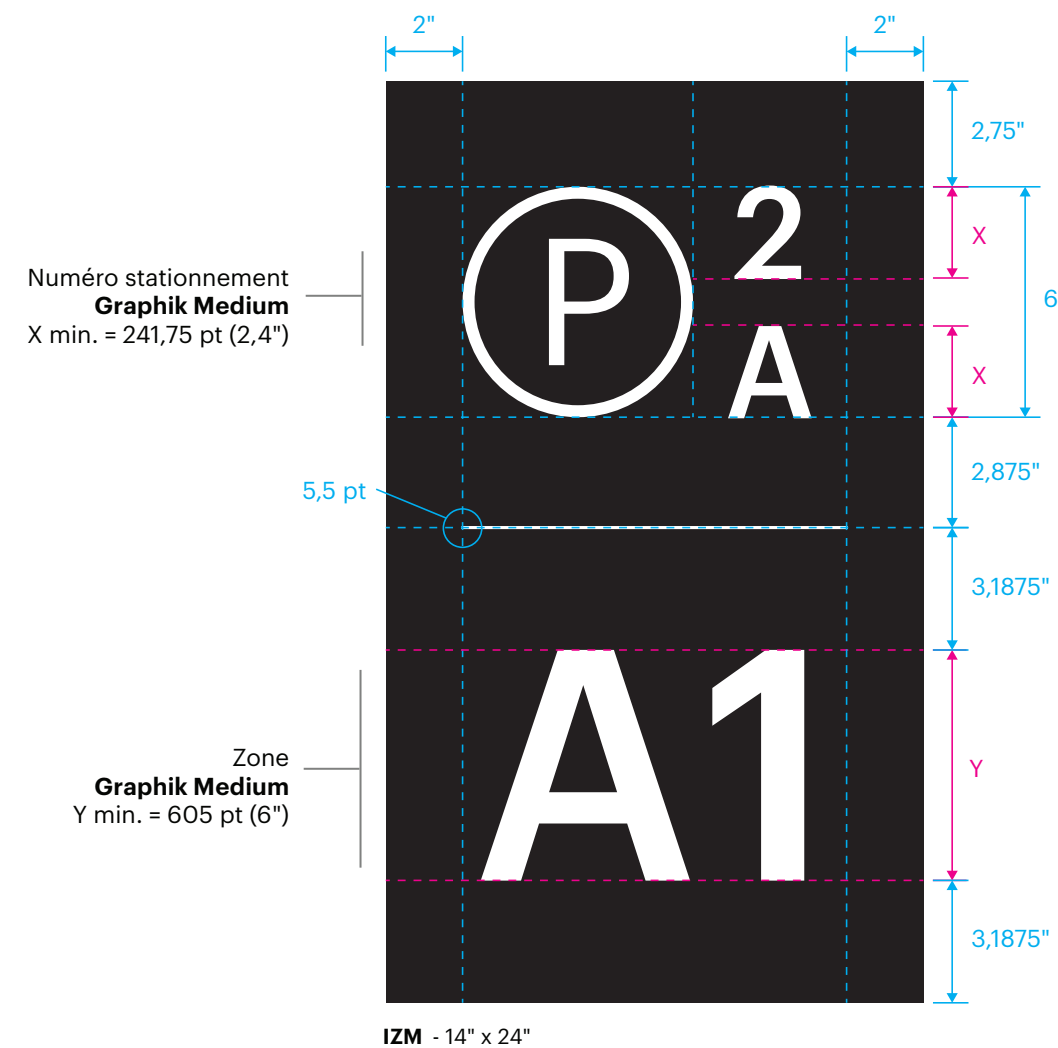 2" 2"
2,75"
P 2
X
Numéro stationnement
Graphik Medium
X min. = 241,75 pt (2,4")
6
A
X
2,875"
5,5 pt
3,1875"
A1
Zone
Graphik Medium
Y min. = 605 pt (6")
Y
3,1875"
IZM - 14" x 24"